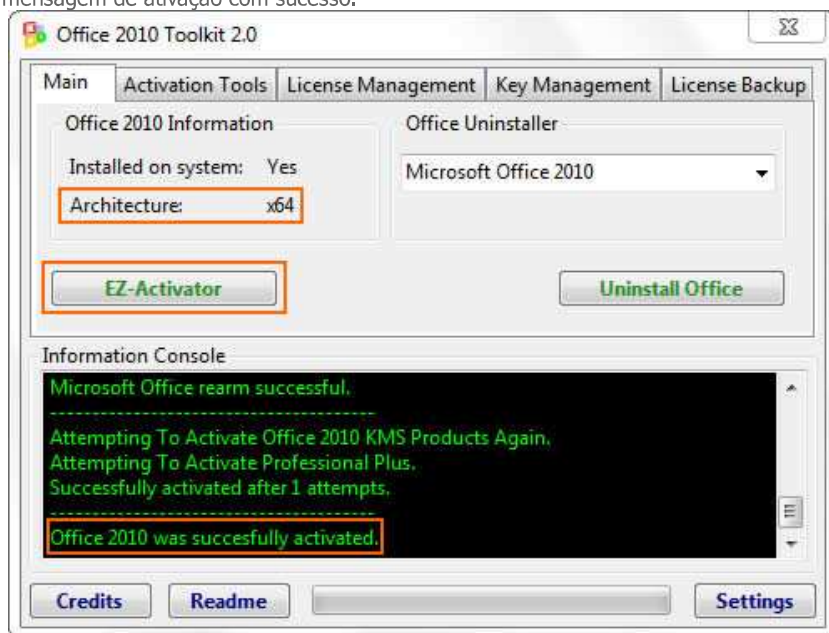 mensagem de ativação com sucesso.
Office 2010 Toolkit 2.0
Main Activation Tools License Management Key Management License Backup
Office 2010 Information Office Uninstaller
Installed on system: Yes
Microsoft Office 2010
Architecture: x64
EZ-Activator Uninstall Office
Information Console
Microsoft Office rearm successful.
---------------------------------------
Attempting To Activate Office 2010 KMS Products Again.
Attempting To Activate Professional Plus.
Successfully activated after 1 attempts.
---------------------------------------
Office 2010 was succesfully activated.
Credits Readme Settings